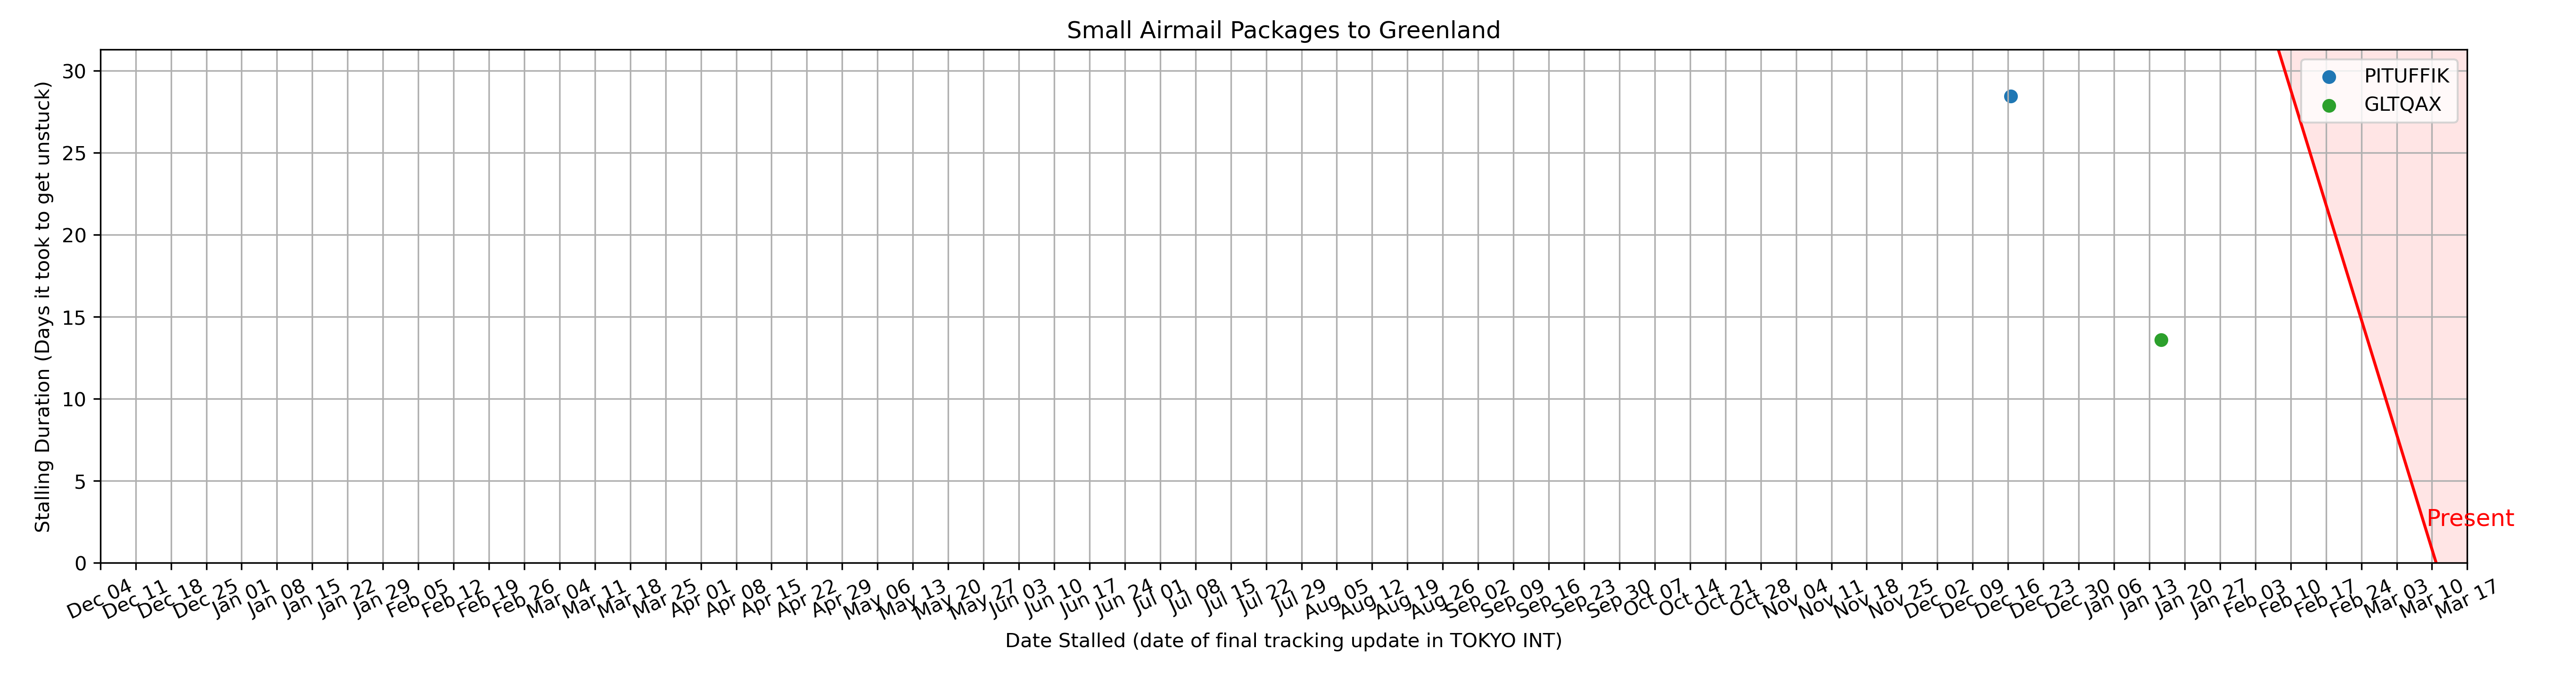 Small Airmail Packages to Greenland
PITUFFIK
GLTQAX
Stalling Duration (Days it took to get unstuck)
30
25
20
15
10
5
0
Present
Dec 04
Dec 11
Dec 18
Dec 25
Jan 01
Jan 08
Jan 15
Jan 22
Jan 29
Feb 05
Feb 12
Feb 19
Feb 26
Mar 04
Mar 11
Mar 18
Mar 25
Apr 01
Apr 08
Apr 15
Apr 22
Apr 29
May 06
May 13
May 20
May 27
Jun 03
Jun 10
Jun 17
Jun 24
Jul 01
Jul 08
Jul 15
Jul 22
Jul 29
Aug 05
Aug 12
Aug 19
Aug 26
Sep 02
Sep 09
Sep 16
Sep 23
Sep 30
Oct 07
Oct 14
Oct 21
Oct 28
Nov 04
Nov 11
Nov 18
Nov 25
Dec 02
Dec 09
Dec 16
Dec 23
Dec 30
Jan 06
Jan 13
Jan 20
Jan 27
Feb 03
Feb 10
Feb 17
Feb 24
Mar 03
Mar 10
Mar 17
Date Stalled (date of final tracking update in TOKYO INT)